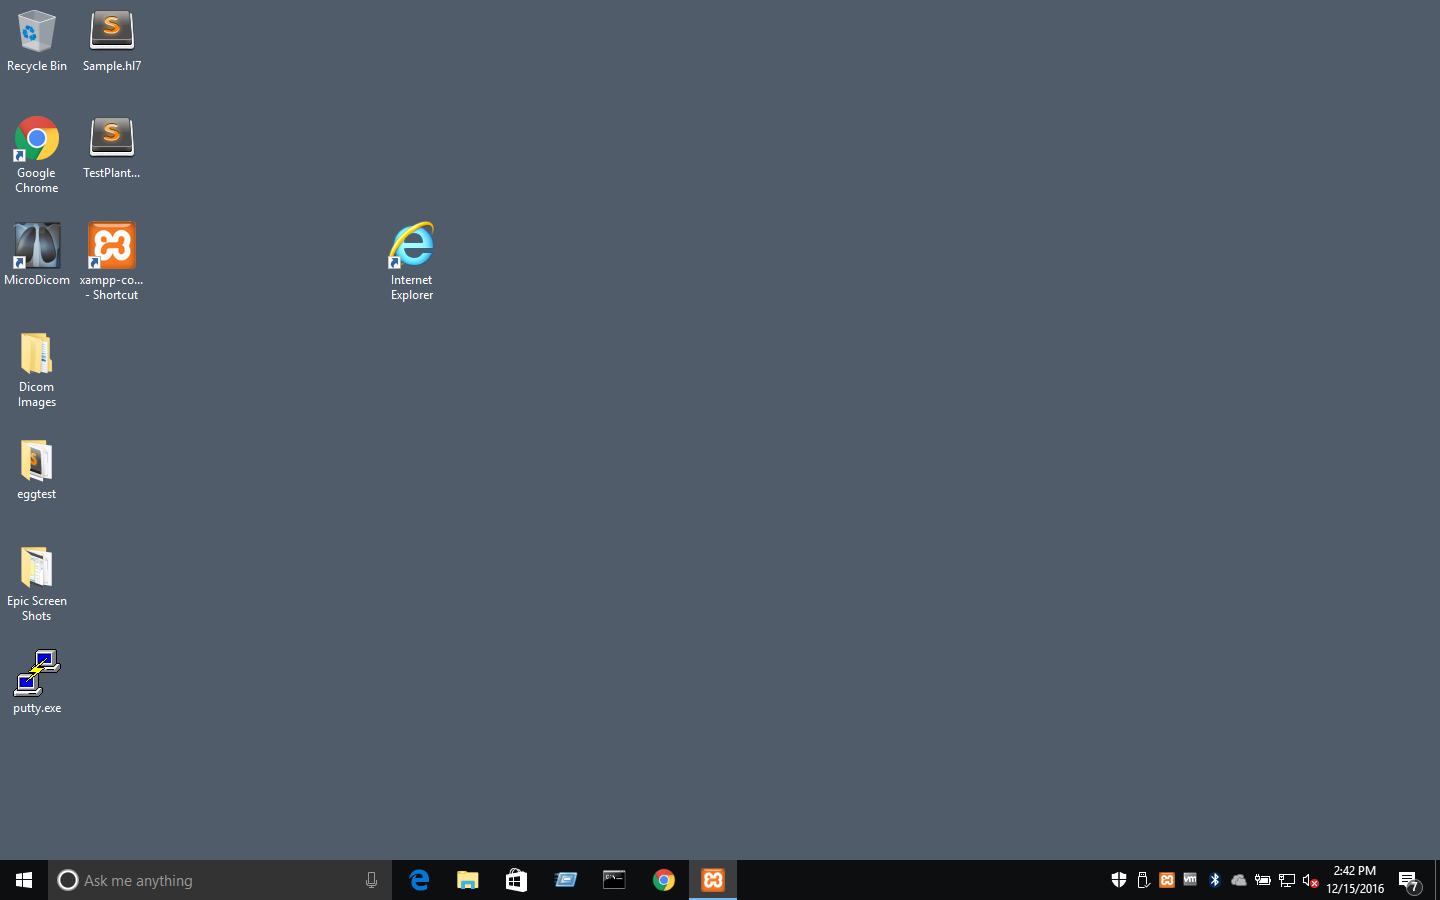 Recycle Bin
Sample.hl7
Google
Chrome
TestPlant...
MicroDicom
xampp-co...
- Shortcut
Internet
Explorer
Dicom
Images
eggtest
Epic Screen
Shots
putty.exe
Ask me anything
2:42 PM
12/15/2016
7